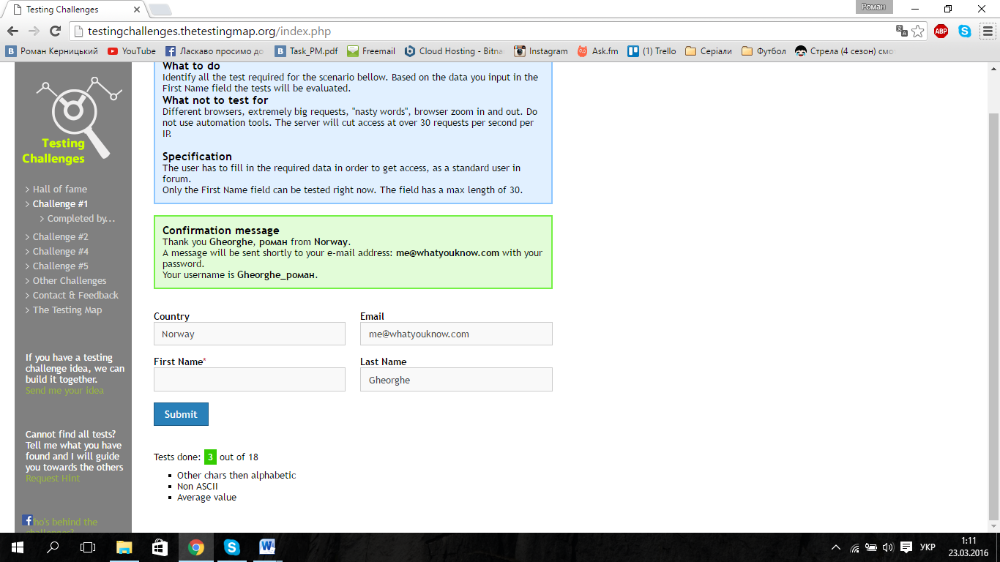 Testing Challenges
Роман
testingchallenges.thetestingmap.org/index.php
ABP
Роман Керницький
YouTube
Ласкаво просимо до
Task_PM.pdf
Freemail
Cloud Hosting - Bitna
Instagram
Ask.fm
(1) Trello
Серіали
Футбол
Стрела (4 сезон) смо
Testing
Challenges
Hall of fame
Challenge #1
Completed by...
Challenge #2
Challenge #4
Challenge #5
Other Challenges
Contact & Feedback
The Testing Map
If you have a testing
challenge idea, we can
build it together.
Send me your idea
Cannot find all tests?
Tell me what you have
found and I will guide
you towards the others
Request Hint
ho's behind the
challenges?
What to do
Identify all the test required for the scenario bellow. Based on the data you input in the
First Name field the tests will be evaluated.
What not to test for
Different browsers, extremely big requests, "nasty words", browser zoom in and out. Do
not use automation tools. The server will cut access at over 30 requests per second per
IP.
Specification
The user has to fill in the required data in order to get access, as a standard user in
forum.
Only the First Name field can be tested right now. The field has a max length of 30.
Confirmation message
Thank you Gheorghe, роман from Norway.
A message will be sent shortly to your e-mail address: me@whatyouknow.com with your
password.
Your username is Gheorghe_роман.
Country
Norway
Email
me@whatyouknow.com
First Name*
Last Name
Gheorghe
Submit
Tests done: 3 out of 18
Other chars then alphabetic
Non ASCII
Average value
УКР
1:11
23.03.2016